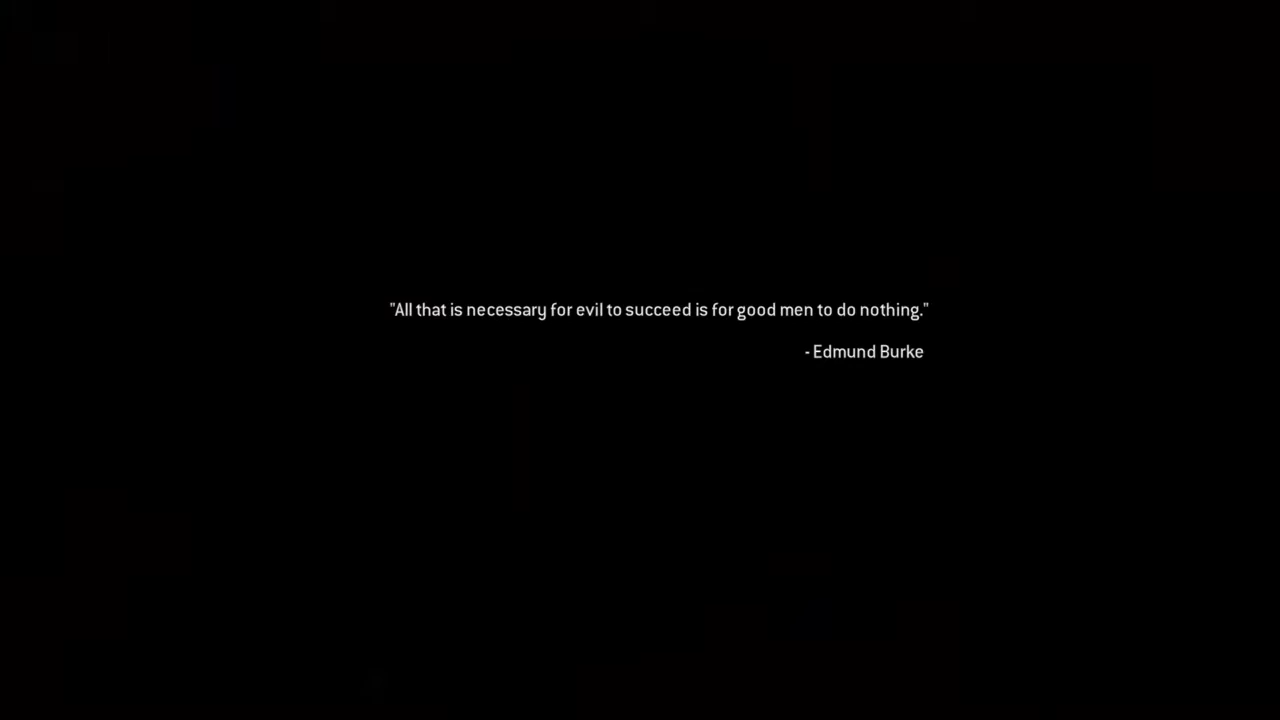 "All that is necessary for evil to succeed is for good men to do nothing."
- Edmund Burke